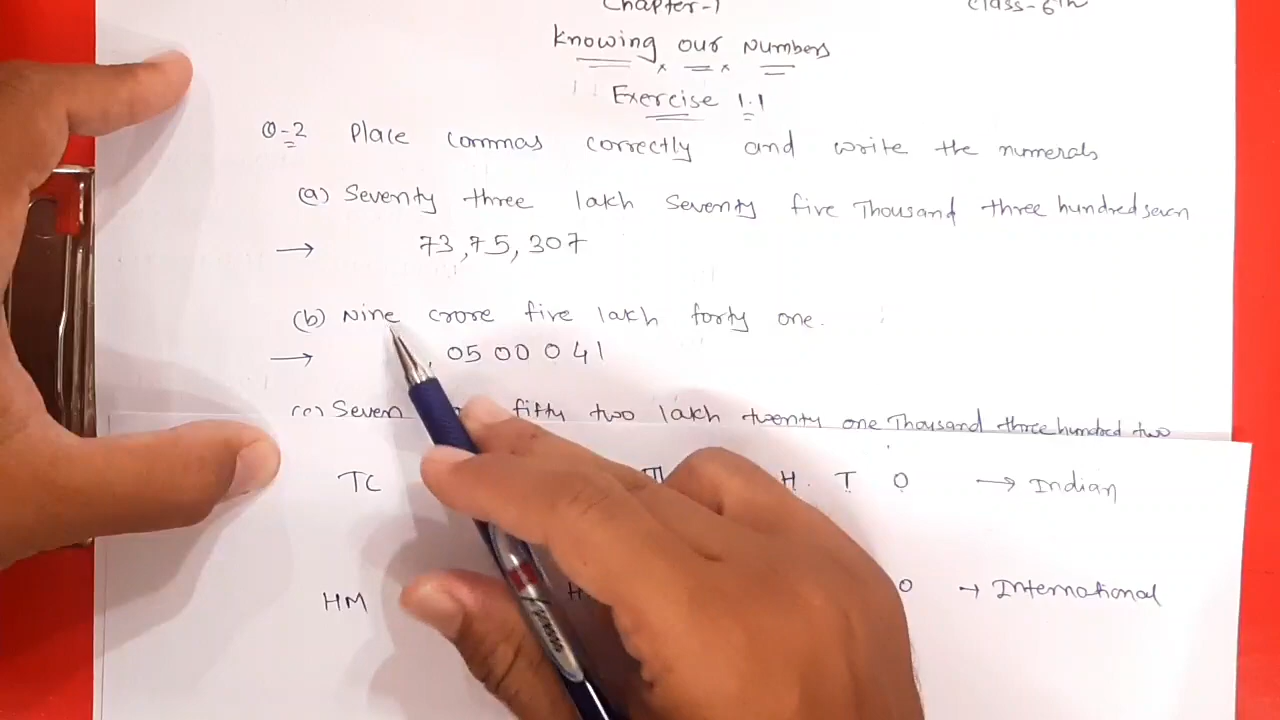 Chapter-1 Class-6th
Knowing our Numbers
Exercise 1.1
Q-2 Place commas correctly and write the numerals
(a) Seventy three lakh Seventy five Thousand three hundred seven
→ 73,75,307
(b) Nine crore five lakh forty one.
→ , 05 00 0 41
(c) Seven fifty two lakh twenty one Thousand three hundred two
TC H T O → Indian
HM O → International